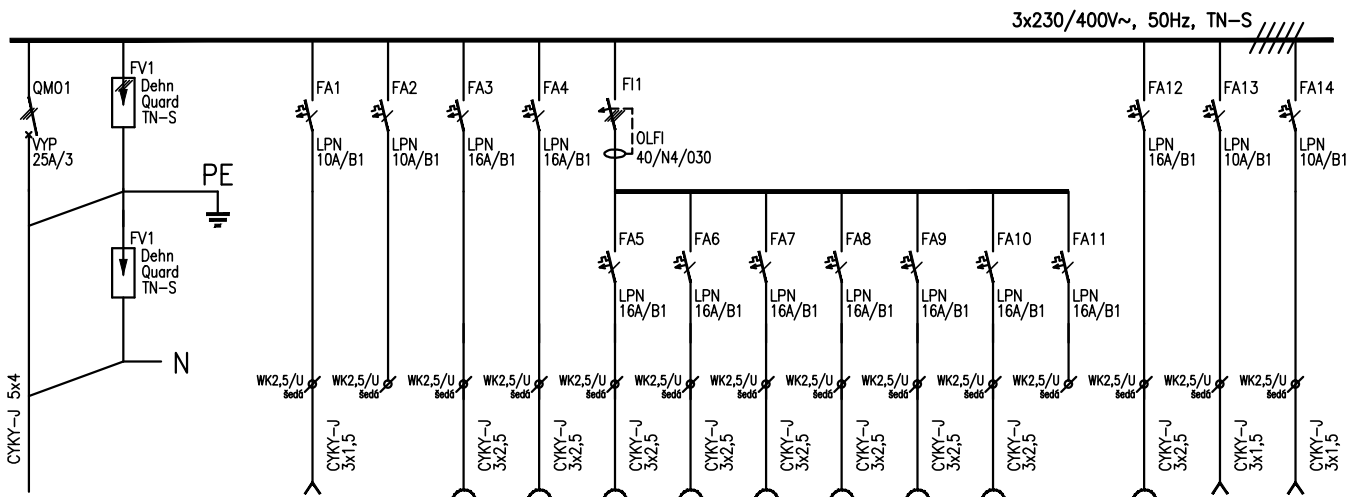 3x230/400V~, 50Hz, TN-S
QM01
VYP
25A/3
FV1
Dehn
Quard
TN-S
PE
FV1
Dehn
Quard
TN-S
N
CYKY-J 5x4
FA1
LPN
10A/B1
FA2
LPN
10A/B1
FA3
LPN
16A/B1
FA4
LPN
16A/B1
FI1
OLFI
40/N4/030
FA12
LPN
16A/B1
FA13
LPN
10A/B1
FA14
LPN
10A/B1
FA5
LPN
16A/B1
FA6
LPN
16A/B1
FA7
LPN
16A/B1
FA8
LPN
16A/B1
FA9
LPN
16A/B1
FA10
LPN
16A/B1
FA11
LPN
16A/B1
WK2,5/U
šedá
WK2,5/U
šedá
WK2,5/U
šedá
WK2,5/U
šedá
WK2,5/U
šedá
WK2,5/U
šedá
WK2,5/U
šedá
WK2,5/U
šedá
WK2,5/U
šedá
WK2,5/U
šedá
WK2,5/U
šedá
WK2,5/U
šedá
WK2,5/U
šedá
WK2,5/U
šedá
CYKY-J
3x1,5
CYKY-J
3x2,5
CYKY-J
3x2,5
CYKY-J
3x2,5
CYKY-J
3x2,5
CYKY-J
3x2,5
CYKY-J
3x2,5
CYKY-J
3x2,5
CYKY-J
3x2,5
CYKY-J
3x2,5
CYKY-J
3x1,5
CYKY-J
3x1,5